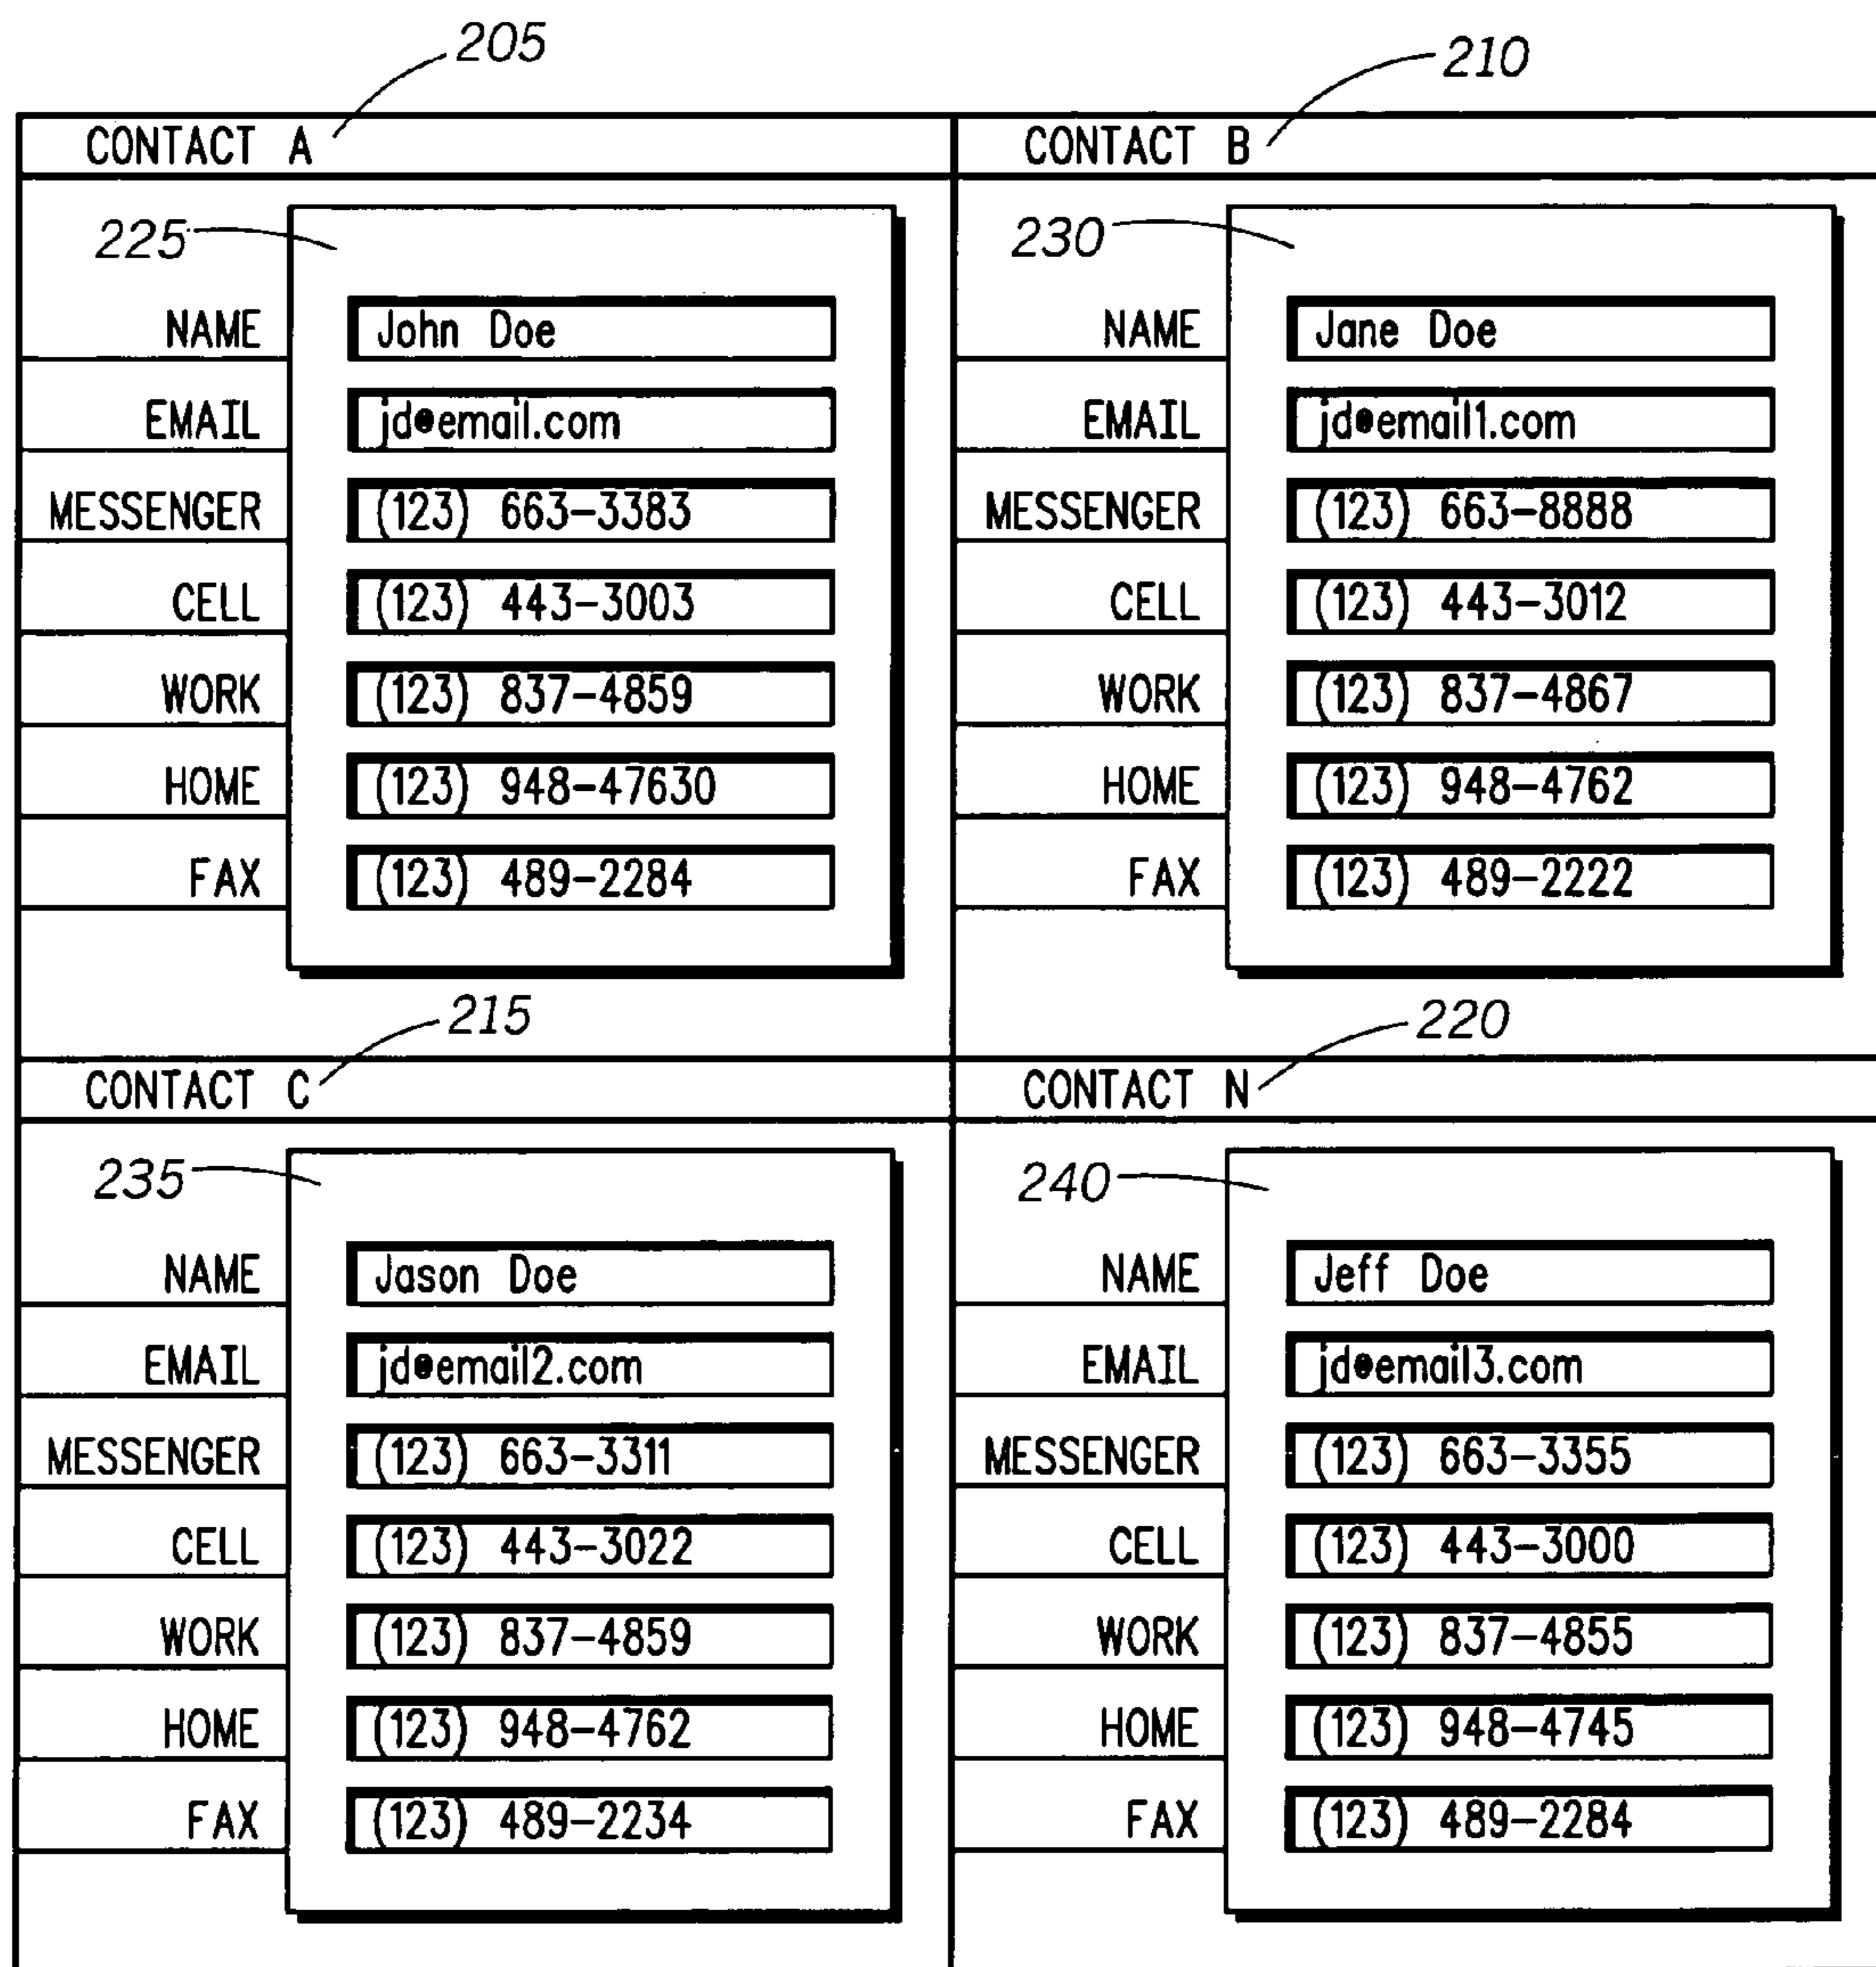 205
210
CONTACT A
CONTACT B
225
NAME John Doe
EMAIL jd@email.com
MESSENGER (123) 663-3383
CELL (123) 443-3003
WORK (123) 837-4859
HOME (123) 948-47630
FAX (123) 489-2284
230
NAME Jane Doe
EMAIL jd@email1.com
MESSENGER (123) 663-8888
CELL (123) 443-3012
WORK (123) 837-4867
HOME (123) 948-4762
FAX (123) 489-2222
215
220
CONTACT C
CONTACT N
235
NAME Jason Doe
EMAIL jd@email2.com
MESSENGER (123) 663-3311
CELL (123) 443-3022
WORK (123) 837-4859
HOME (123) 948-4762
FAX (123) 489-2234
240
NAME Jeff Doe
EMAIL jd@email3.com
MESSENGER (123) 663-3355
CELL (123) 443-3000
WORK (123) 837-4855
HOME (123) 948-4745
FAX (123) 489-2284